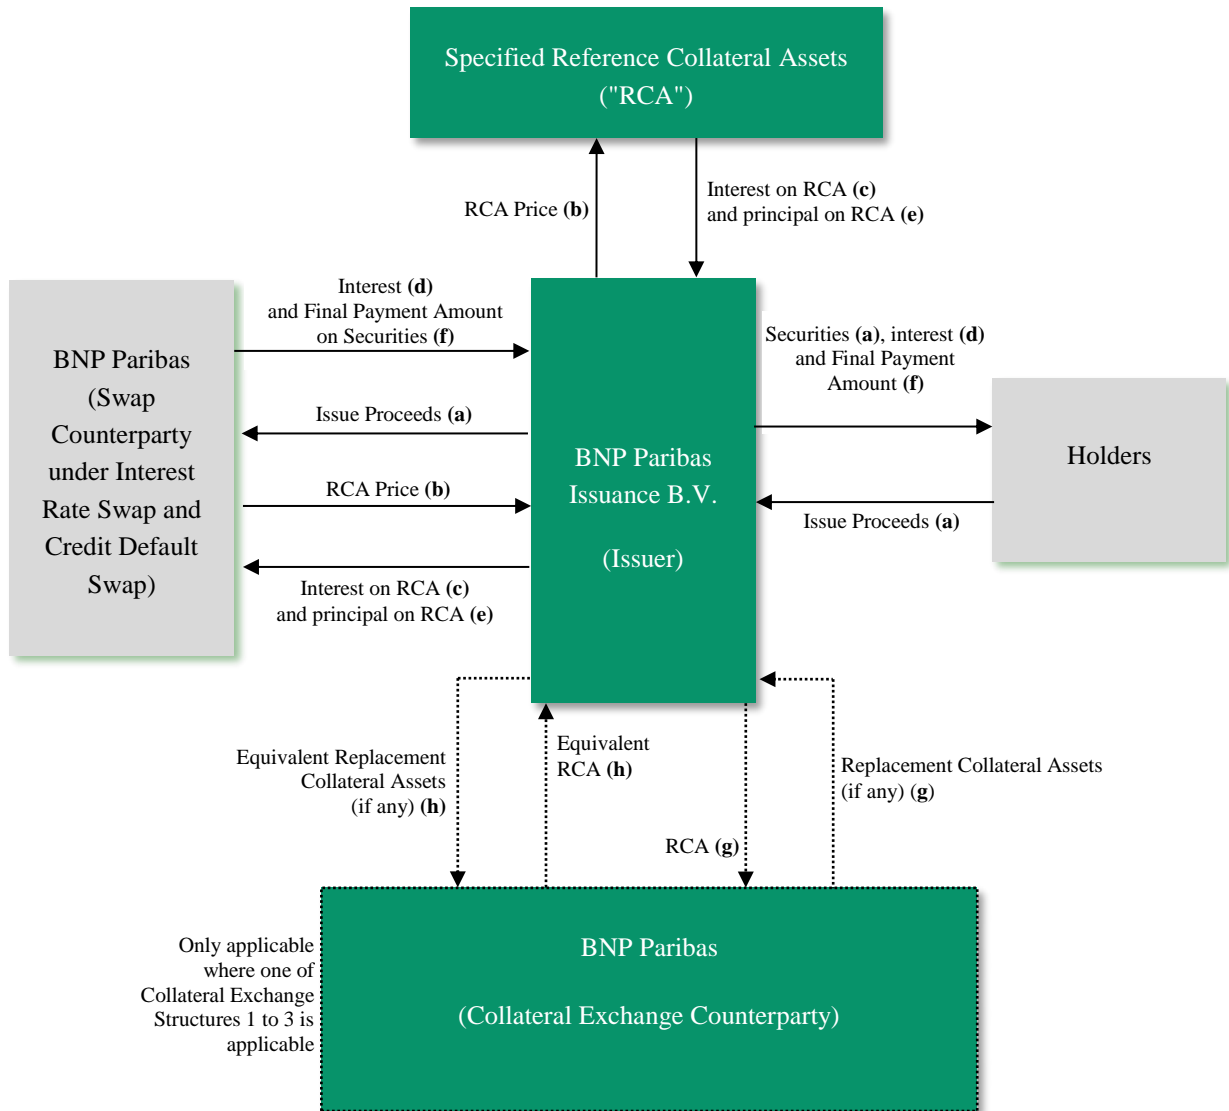 Specified Reference Collateral Assets
("RCA")
RCA Price (b)
Interest on RCA (c)
and principal on RCA (e)
Interest (d)
and Final Payment Amount
on Securities (f)
Securities (a), interest (d)
and Final Payment
Amount (f)
BNP Paribas
(Swap
Counterparty
under Interest
Rate Swap and
Credit Default
Swap)
Issue Proceeds (a)
RCA Price (b)
Interest on RCA (c)
and principal on RCA (e)
BNP Paribas
Issuance B.V.
(Issuer)
Holders
Issue Proceeds (a)
Equivalent Replacement
Collateral Assets
(if any) (h)
Equivalent
RCA (h)
RCA (g)
Replacement Collateral Assets
(if any) (g)
Only applicable
where one of
Collateral Exchange
Structures 1 to 3 is
applicable
BNP Paribas
(Collateral Exchange Counterparty)